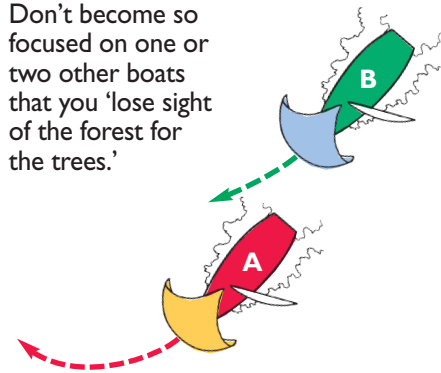 Don’t become so
focused on one or
two other boats
that you ‘lose sight
of the forest for
the trees.’
B
A